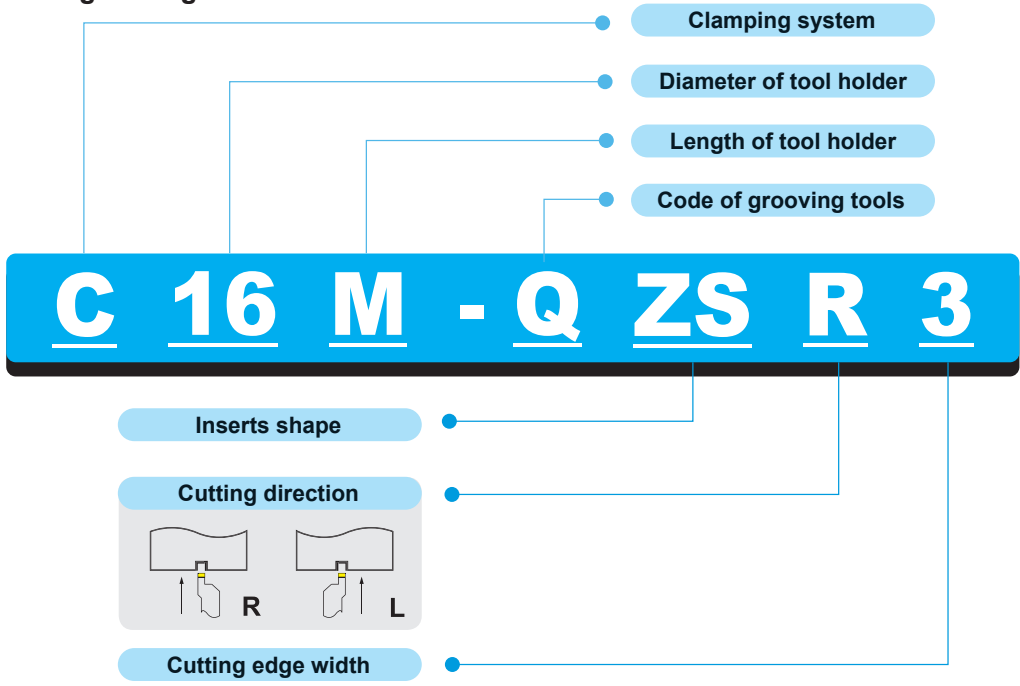 Clamping system
Diameter of tool holder
Length of tool holder
Code of grooving tools
C 16 M - Q ZS R 3
Inserts shape
Cutting direction
R L
Cutting edge width